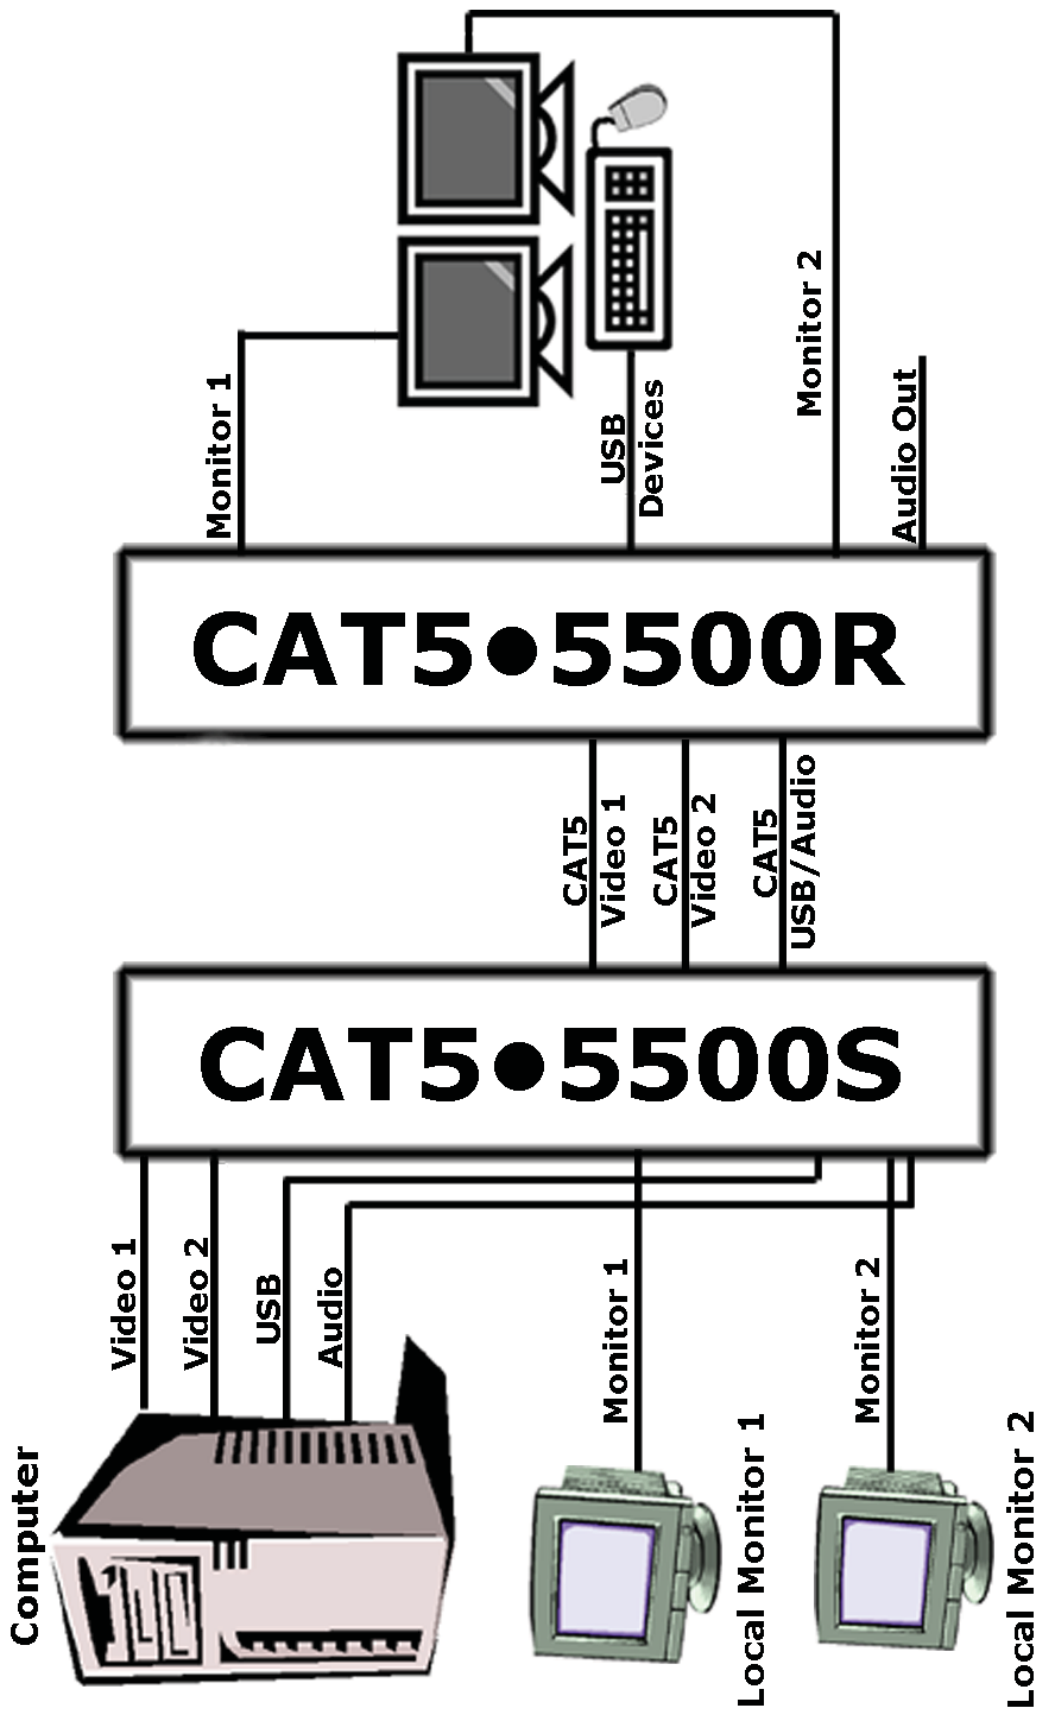 Monitor 1
USB
Devices
Monitor 2
Audio Out
CAT5●5500R
CAT5
Video 1
CAT5
Video 2
CAT5
USB/Audio
CAT5●5500S
Video 1
Video 2
USB
Audio
Monitor 1
Monitor 2
Computer
Local Monitor 1
Local Monitor 2